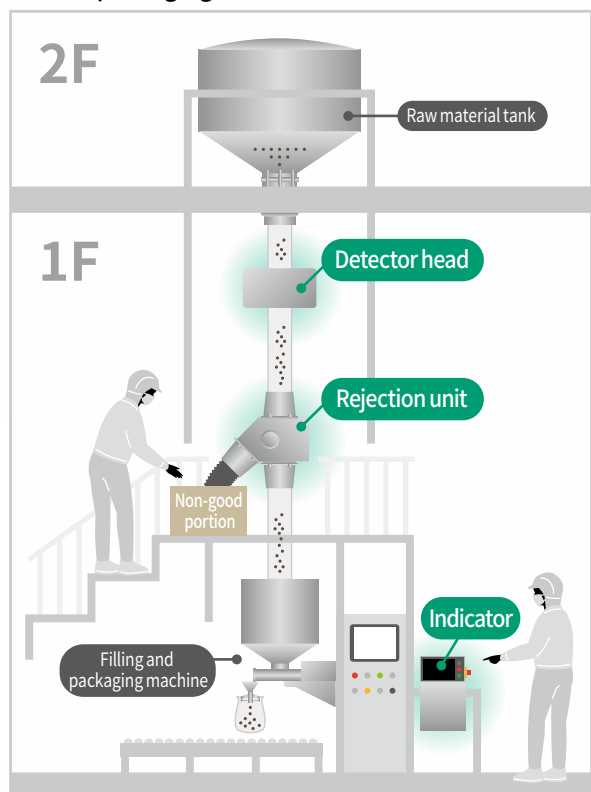 2F
Raw material tank
1F
Detector head
Rejection unit
Non-good
portion
Indicator
Filling and
packaging machine